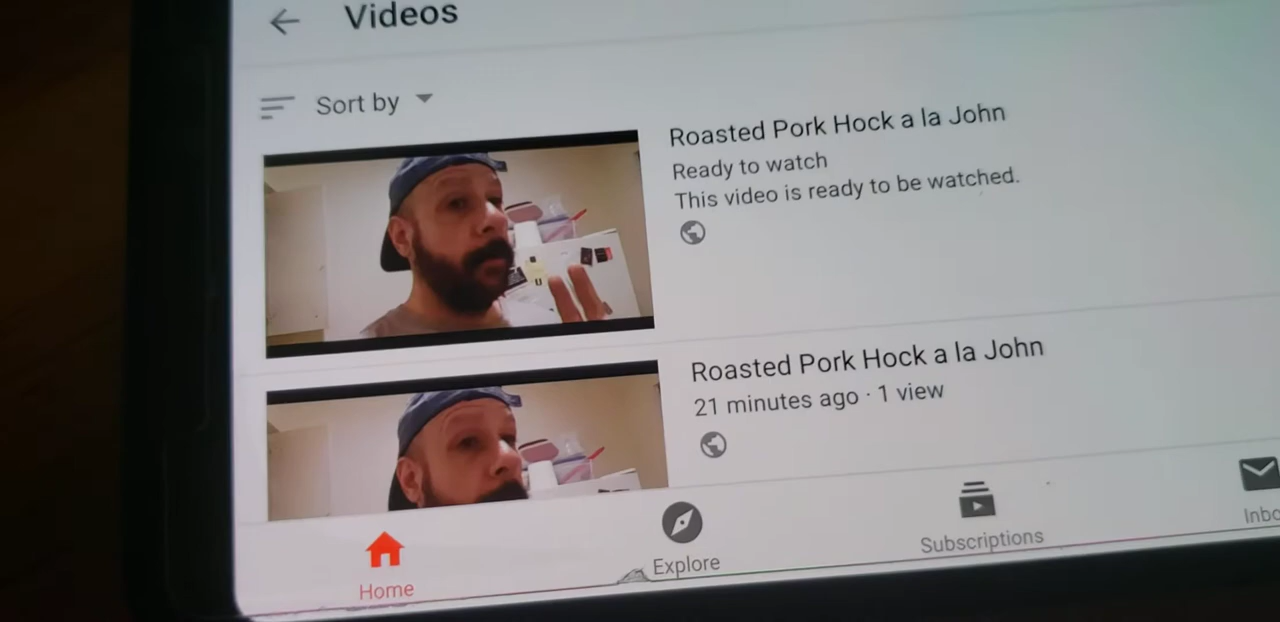 Videos
Sort by
Roasted Pork Hock a la John
Ready to watch
This video is ready to be watched.
Roasted Pork Hock a la John
21 minutes ago · 1 view
Home
Explore
Subscriptions
Inbo